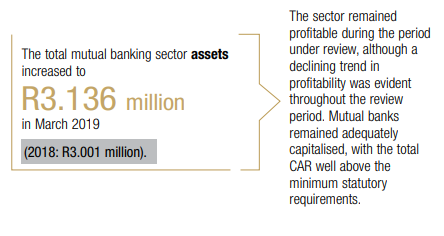 The total mutual banking sector assets
increased to
R3.136 million
in March 2019
(2018: R3.001 million).
The sector remained
profitable during the period
under review, although a
declining trend in
profitability was evident
throughout the review
period. Mutual banks
remained adequately
capitalised, with the total
CAR well above the
minimum statutory
requirements.